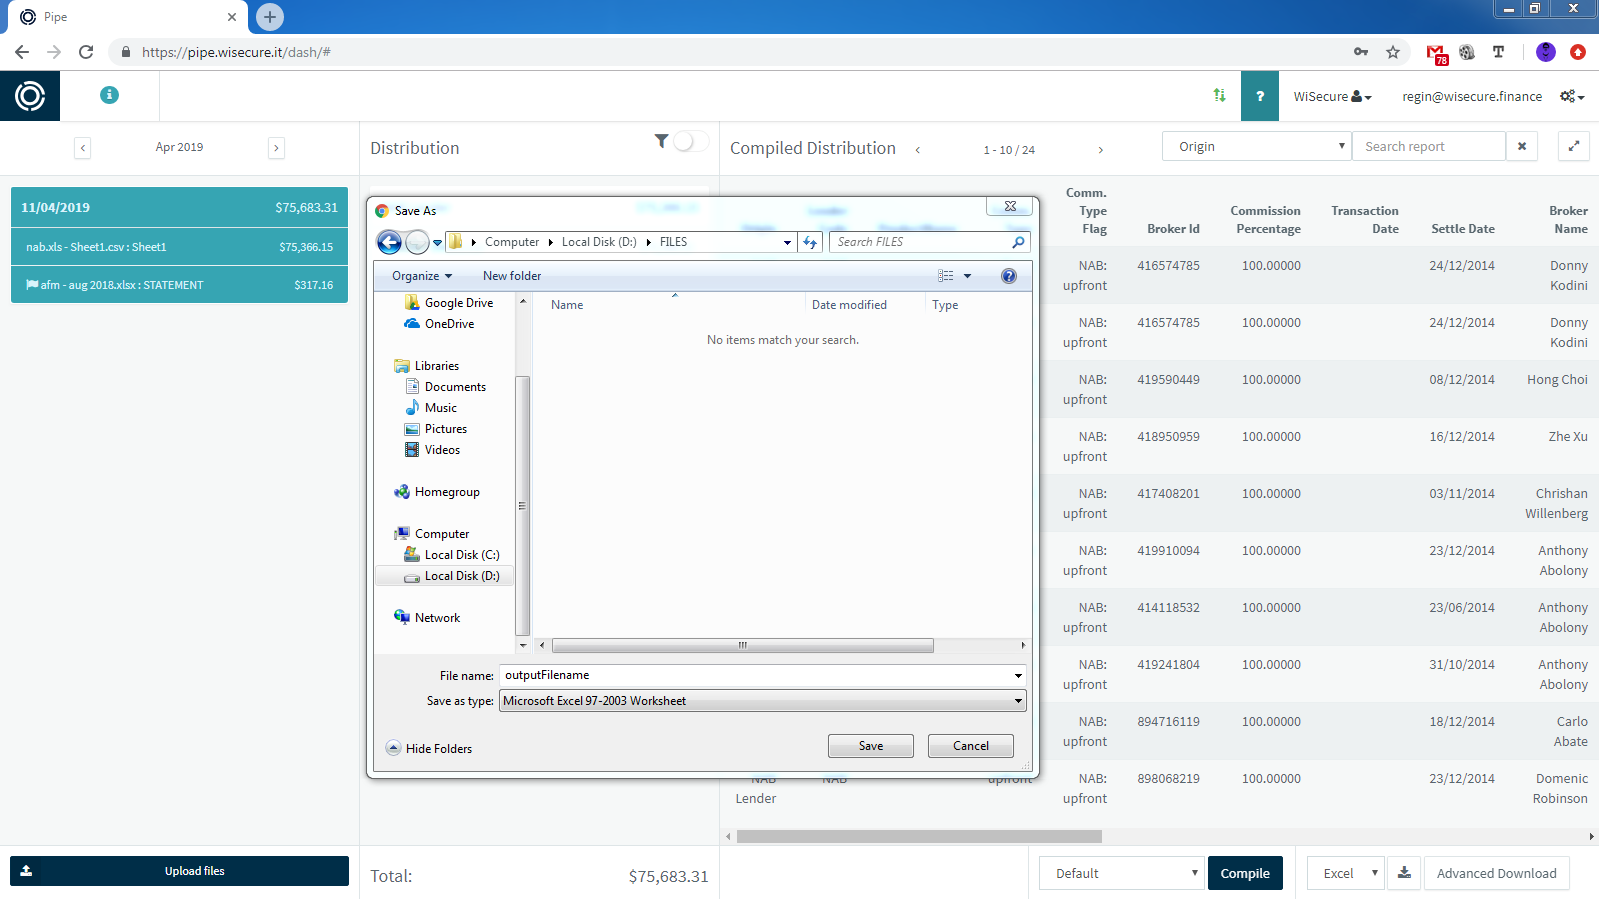 Pipe
https://pipe.wisecure.it/dash/#
78
?
WiSecure
regin@wisecure.finance
Apr 2019
Distribution
Compiled Distribution
1 - 10 / 24
Origin
Search report
11/04/2019 $75,683.31
nab.xls - Sheet1.csv : Sheet1 $75,366.15
afm - aug 2018.xlsx : STATEMENT $317.16
Save As
Computer
Local Disk (D:)
FILES
Search FILES
Organize
New folder
Google Drive
OneDrive
Libraries
Documents
Music
Pictures
Videos
Homegroup
Computer
Local Disk (C:)
Local Disk (D:)
Network
Name
Date modified
Type
No items match your search.
File name: outputFilename
Save as type: Microsoft Excel 97-2003 Worksheet
Hide Folders
Save
Cancel
Comm. Type Flag
Broker Id
Commission Percentage
Transaction Date
Settle Date
Broker Name
NAB: upfront 416574785 100.00000 24/12/2014 Donny Kodini
NAB: upfront 416574785 100.00000 24/12/2014 Donny Kodini
NAB: upfront 419590449 100.00000 08/12/2014 Hong Choi
NAB: upfront 418950959 100.00000 16/12/2014 Zhe Xu
NAB: upfront 417408201 100.00000 03/11/2014 Chrishan Willenberg
NAB: upfront 419910094 100.00000 23/12/2014 Anthony Abolony
NAB: upfront 414118532 100.00000 23/06/2014 Anthony Abolony
NAB: upfront 419241804 100.00000 31/10/2014 Anthony Abolony
NAB: upfront 894716119 100.00000 18/12/2014 Carlo Abate
NAB Lender NAB upfront NAB: upfront 898068219 100.00000 23/12/2014 Domenic Robinson
Upload files
Total: $75,683.31
Default
Compile
Excel
Advanced Download